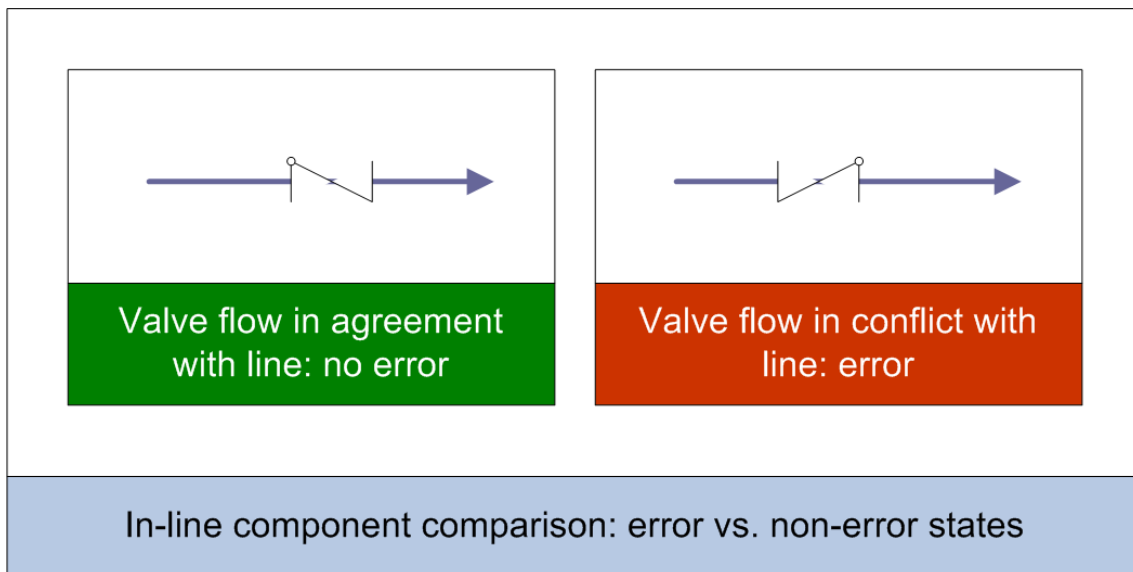 Valve flow in agreement
with line: no error
Valve flow in conflict with
line: error
In-line component comparison: error vs. non-error states